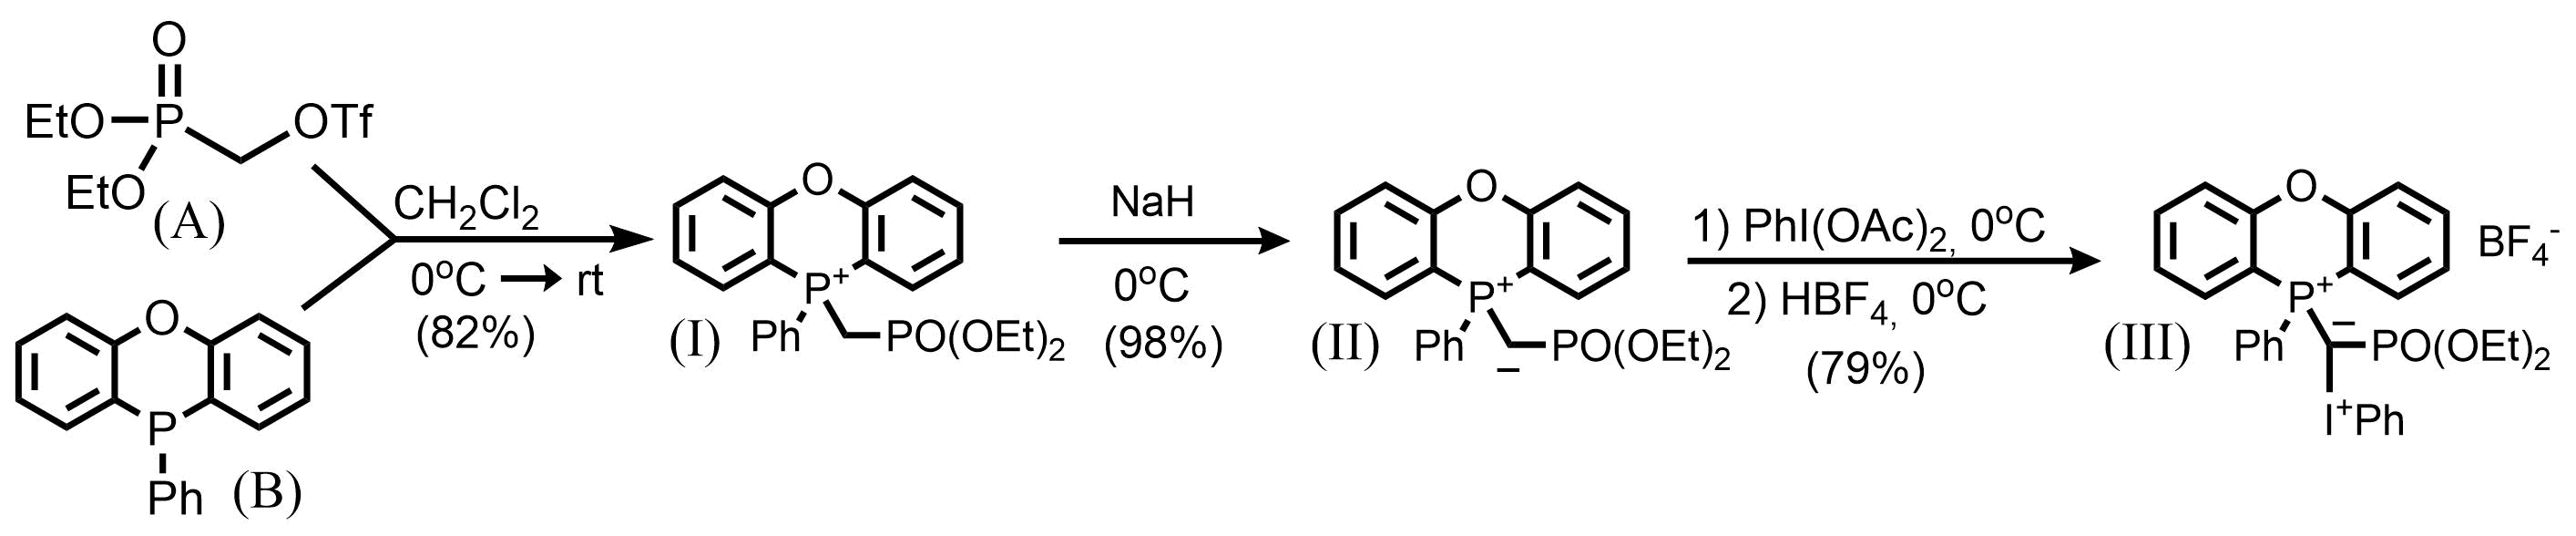 O
EtO P OTf
EtO
(A)
O
P
Ph (B)
CH2Cl2
0oC → rt
(82%)
O
P+
(I) Ph PO(OEt)2
NaH
0oC
(98%)
O
P+
(II) Ph PO(OEt)2
−
1) PhI(OAc)2, 0oC
2) HBF4, 0oC
(79%)
O BF4-
P+
−
(III) Ph PO(OEt)2
I+Ph